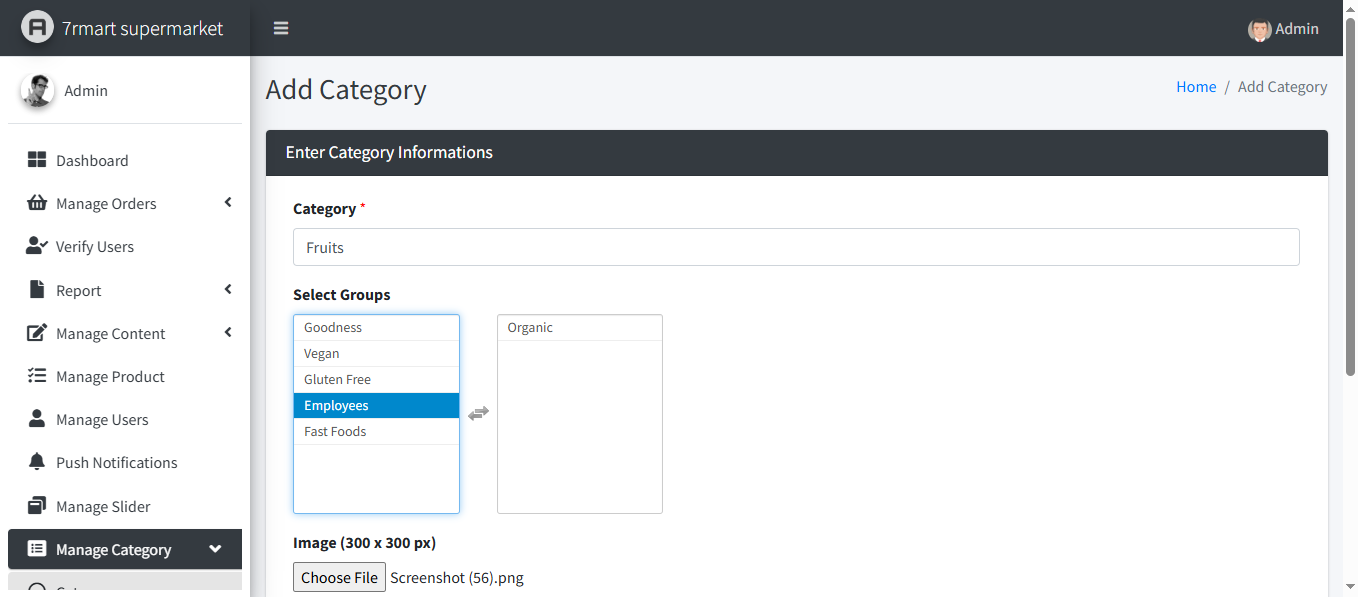 7rmart supermarket
Admin
Admin
Add Category
Home / Add Category
Dashboard
Manage Orders
Verify Users
Report
Manage Content
Manage Product
Manage Users
Push Notifications
Manage Slider
Manage Category
Enter Category Informations
Category *
Fruits
Select Groups
Goodness
Vegan
Gluten Free
Employees
Fast Foods
Organic
Image (300 x 300 px)
Choose File Screenshot (56).png